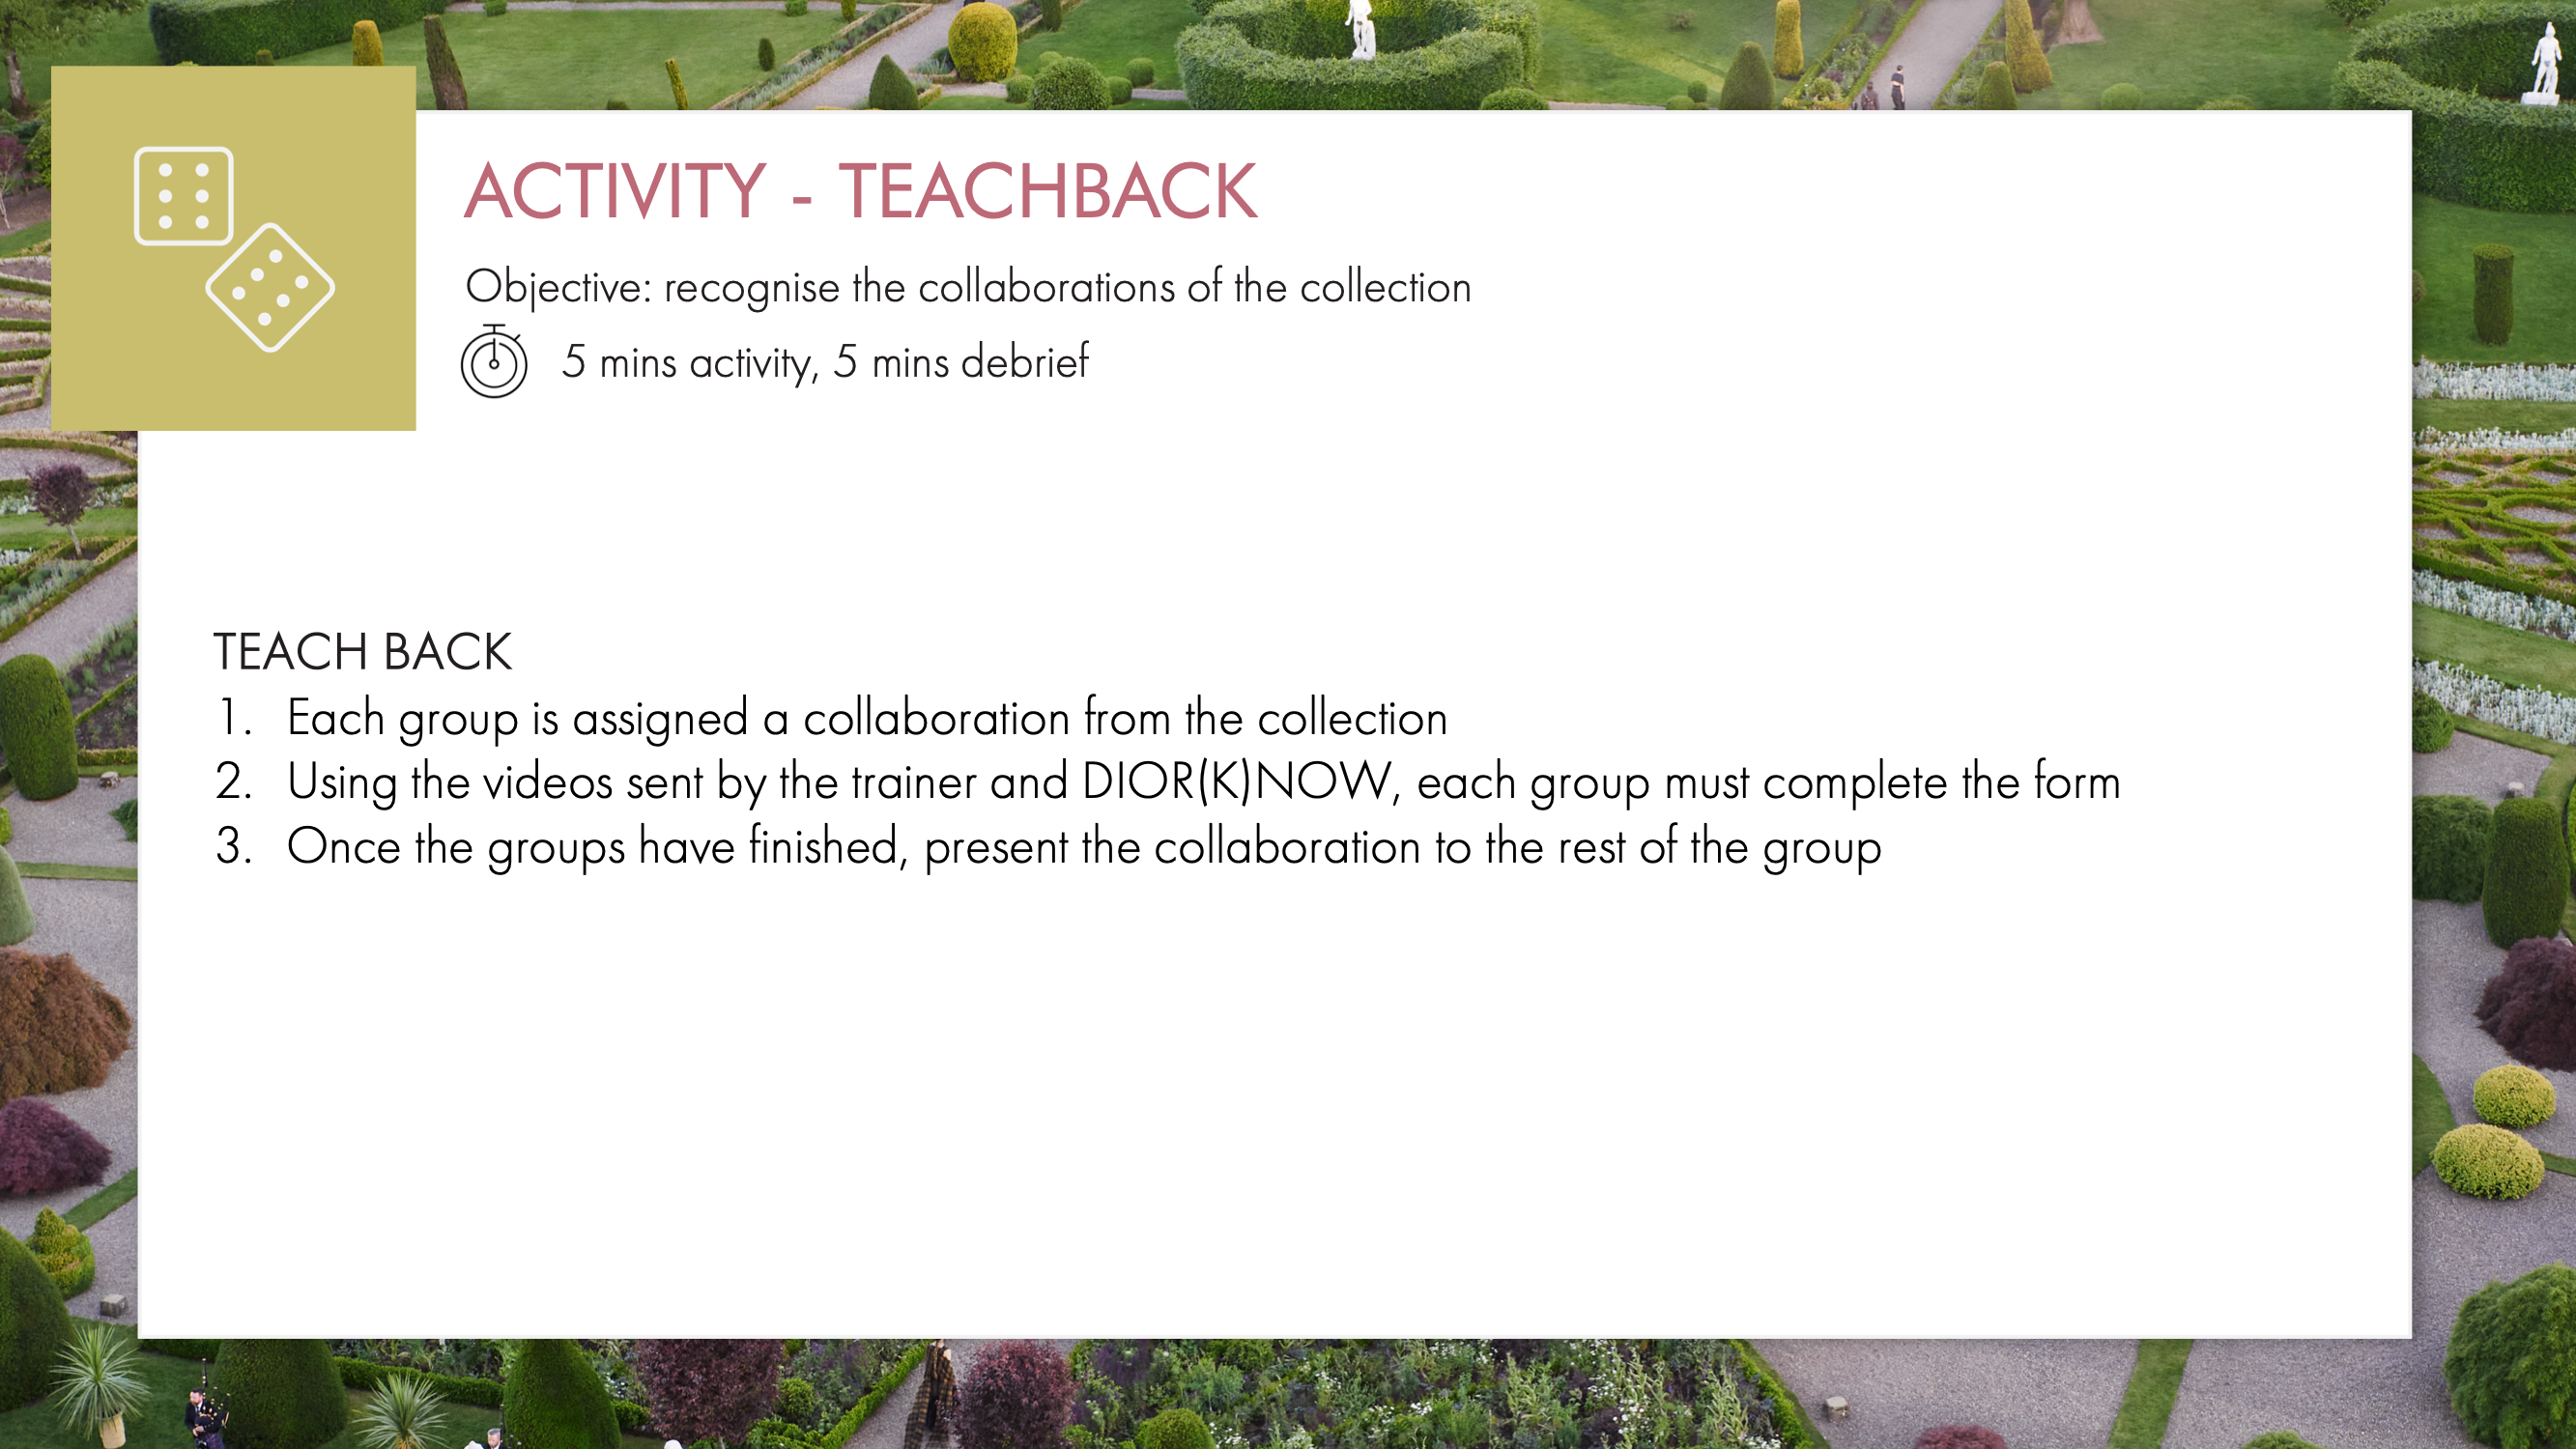 ACTIVITY - TEACHBACK
Objective: recognise the collaborations of the collection
5 mins activity, 5 mins debrief
TEACH BACK
1. Each group is assigned a collaboration from the collection
2. Using the videos sent by the trainer and DIOR(K)NOW, each group must complete the form
3. Once the groups have finished, present the collaboration to the rest of the group